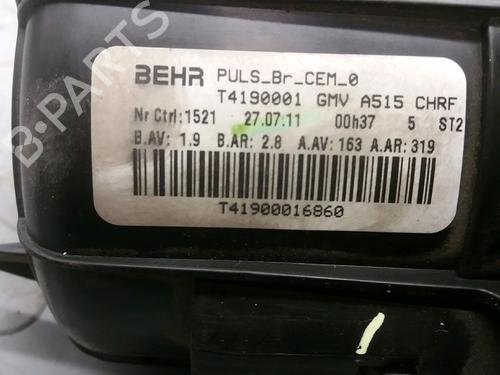 B-PARTS
BEHR PULS_Br_CEM_0
T4190001 GMV A515 CHRF
Nr Ctrl:1521 27.07.11 00h37 5 ST2
B.AV: 1.9 B.AR: 2.8 A.AV: 163 A.AR: 319
T41900016860